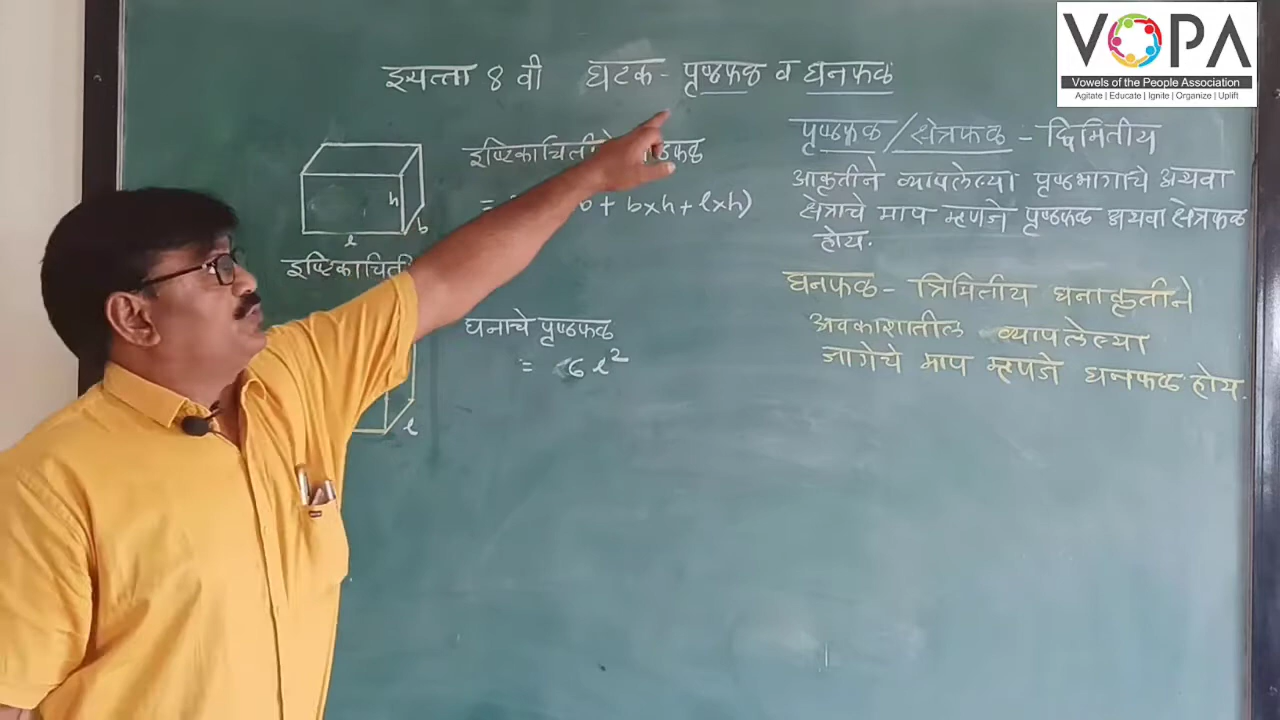 VOPA
Vowels of the People Association
Agitate | Educate | Ignite | Organize | Uplift
इयत्ता 8 वी घटक - पृष्ठफळ व घनफळ
h
b
l
इष्टिकाचिती
इष्टिकाचितीचे
b + b×h + l×h)
l
घनाचे पृष्ठफळ
= 6 l²
पृष्ठफळ / क्षेत्रफळ - द्विमितीय
आकृतीने व्यापलेल्या पृष्ठभागाचे अथवा
क्षेत्राचे माप म्हणजे पृष्ठफळ अथवा क्षेत्रफळ
होय.
घनफळ - त्रिमितीय घनाकृतीने
अवकाशातील व्यापलेल्या
जागेचे माप म्हणजे घनफळ होय.